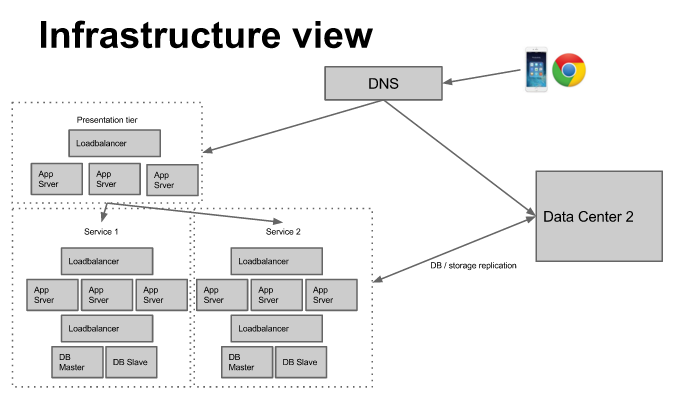 Infrastructure view
DNS
Presentation tier
Loadbalancer
App
Srver
App
Srver
App
Srver
Data Center 2
Service 1
Loadbalancer
App
Srver
App
Srver
App
Srver
Loadbalancer
DB
Master
DB Slave
Service 2
Loadbalancer
App
Srver
App
Srver
App
Srver
Loadbalancer
DB
Master
DB Slave
DB / storage replication